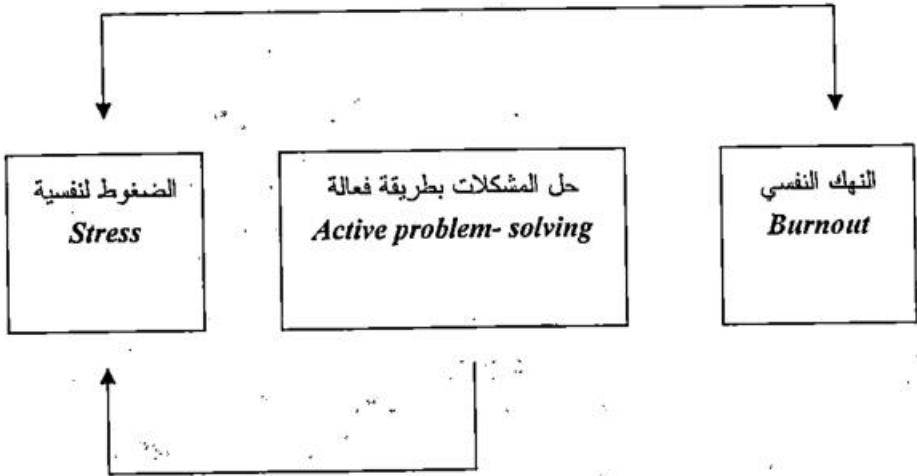 النهك النفسي
Burnout
حل المشكلات بطريقة فعالة
Active problem- solving
الضغوط لنفسية
Stress